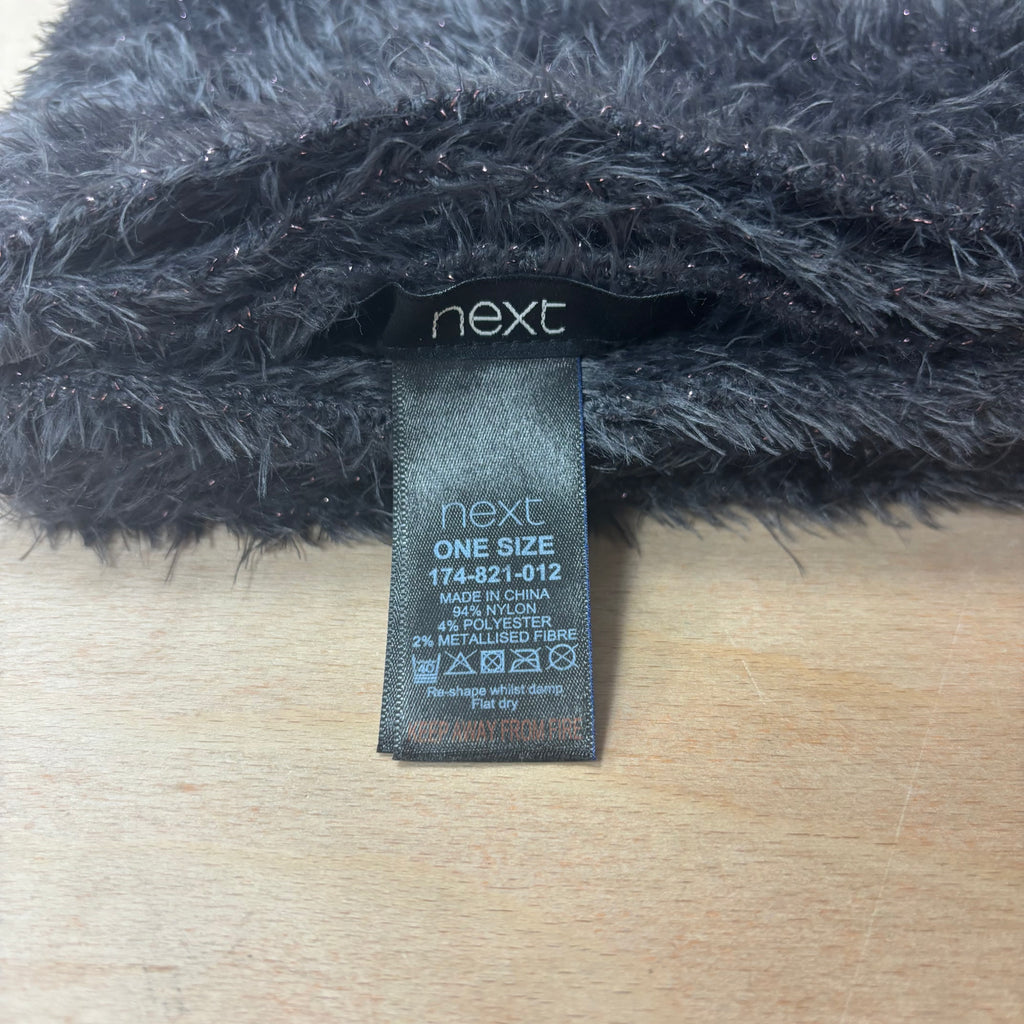 next
next
ONE SIZE
174-821-012
MADE IN CHINA
94% NYLON
4% POLYESTER
2% METALLISED FIBRE
40
Re-shape whilst damp
Flat dry
KEEP AWAY FROM FIRE